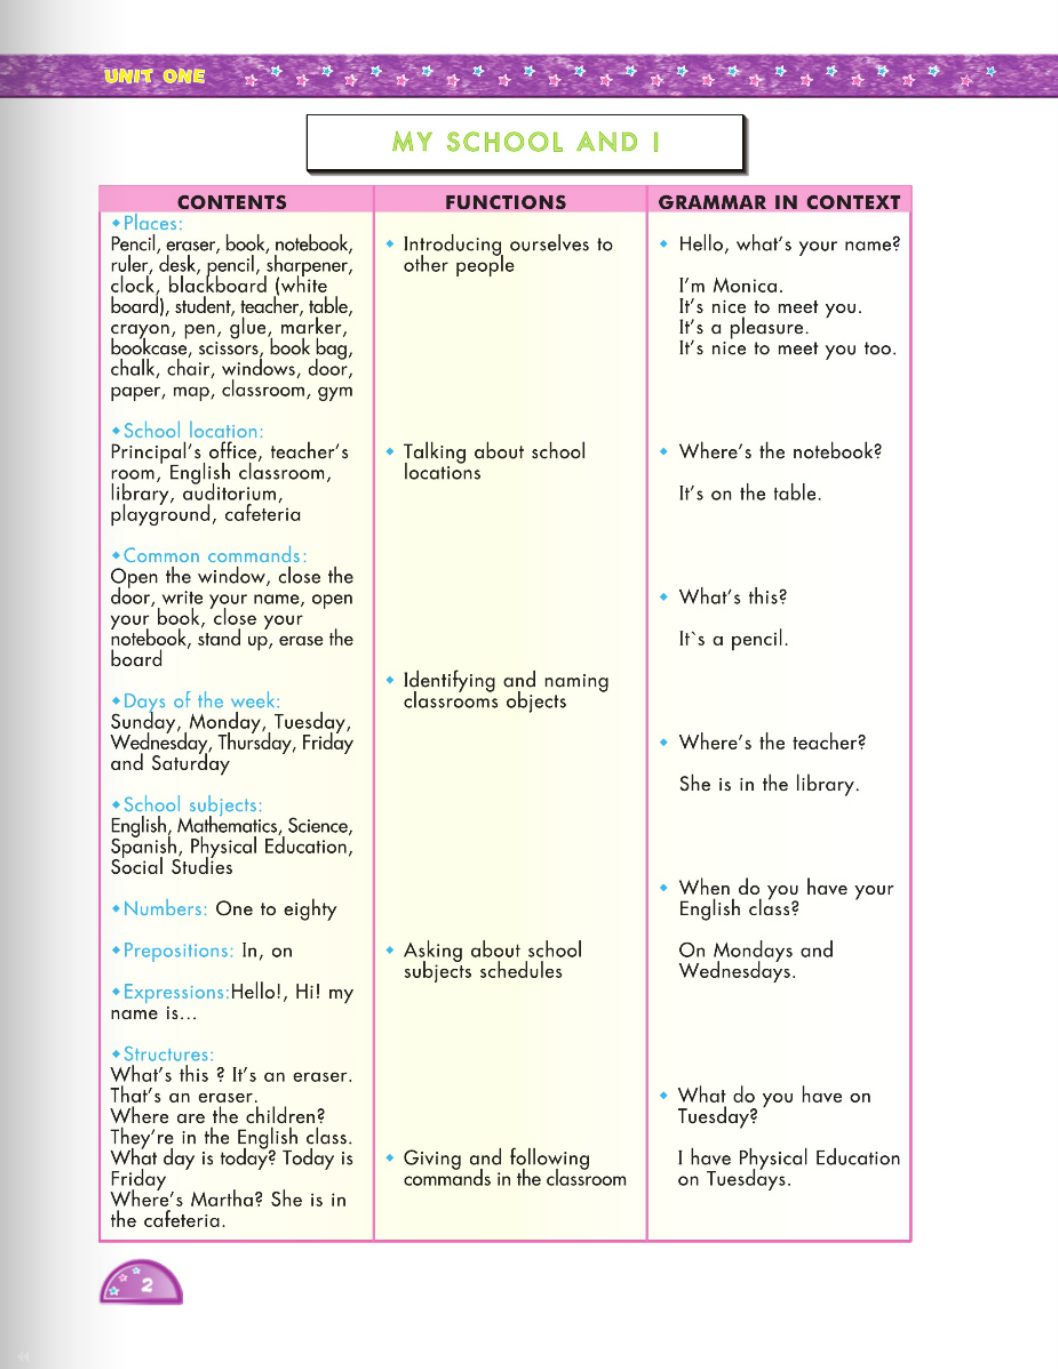 UNIT ONE
MY SCHOOL AND I
CONTENTS
◆Places:
Pencil, eraser, book, notebook,
ruler, desk, pencil, sharpener,
clock, blackboard (white
board), student, teacher, table,
crayon, pen, glue, marker,
bookcase, scissors, book bag,
chalk, chair, windows, door,
paper, map, classroom, gym
◆School location:
Principal's office, teacher's
room, English classroom,
library, auditorium,
playground, cafeteria
◆Common commands:
Open the window, close the
door, write your name, open
your book, close your
notebook, stand up, erase the
board
◆Days of the week:
Sunday, Monday, Tuesday,
Wednesday, Thursday, Friday
and Saturday
◆School subjects:
English, Mathematics, Science,
Spanish, Physical Education,
Social Studies
◆Numbers: One to eighty
◆Prepositions: In, on
◆Expressions:Hello!, Hi! my
name is...
◆Structures:
What's this ? It's an eraser.
That's an eraser.
Where are the children?
They're in the English class.
What day is today? Today is
Friday
Where's Martha? She is in
the cafeteria.
FUNCTIONS
◆ Introducing ourselves to
other people
◆ Talking about school
locations
◆ Identifying and naming
classrooms objects
◆ Asking about school
subjects schedules
◆ Giving and following
commands in the classroom
GRAMMAR IN CONTEXT
◆ Hello, what's your name?
I'm Monica.
It's nice to meet you.
It's a pleasure.
It's nice to meet you too.
◆ Where's the notebook?
It's on the table.
◆ What's this?
It`s a pencil.
◆ Where's the teacher?
She is in the library.
◆ When do you have your
English class?
On Mondays and
Wednesdays.
◆ What do you have on
Tuesday?
I have Physical Education
on Tuesdays.
2